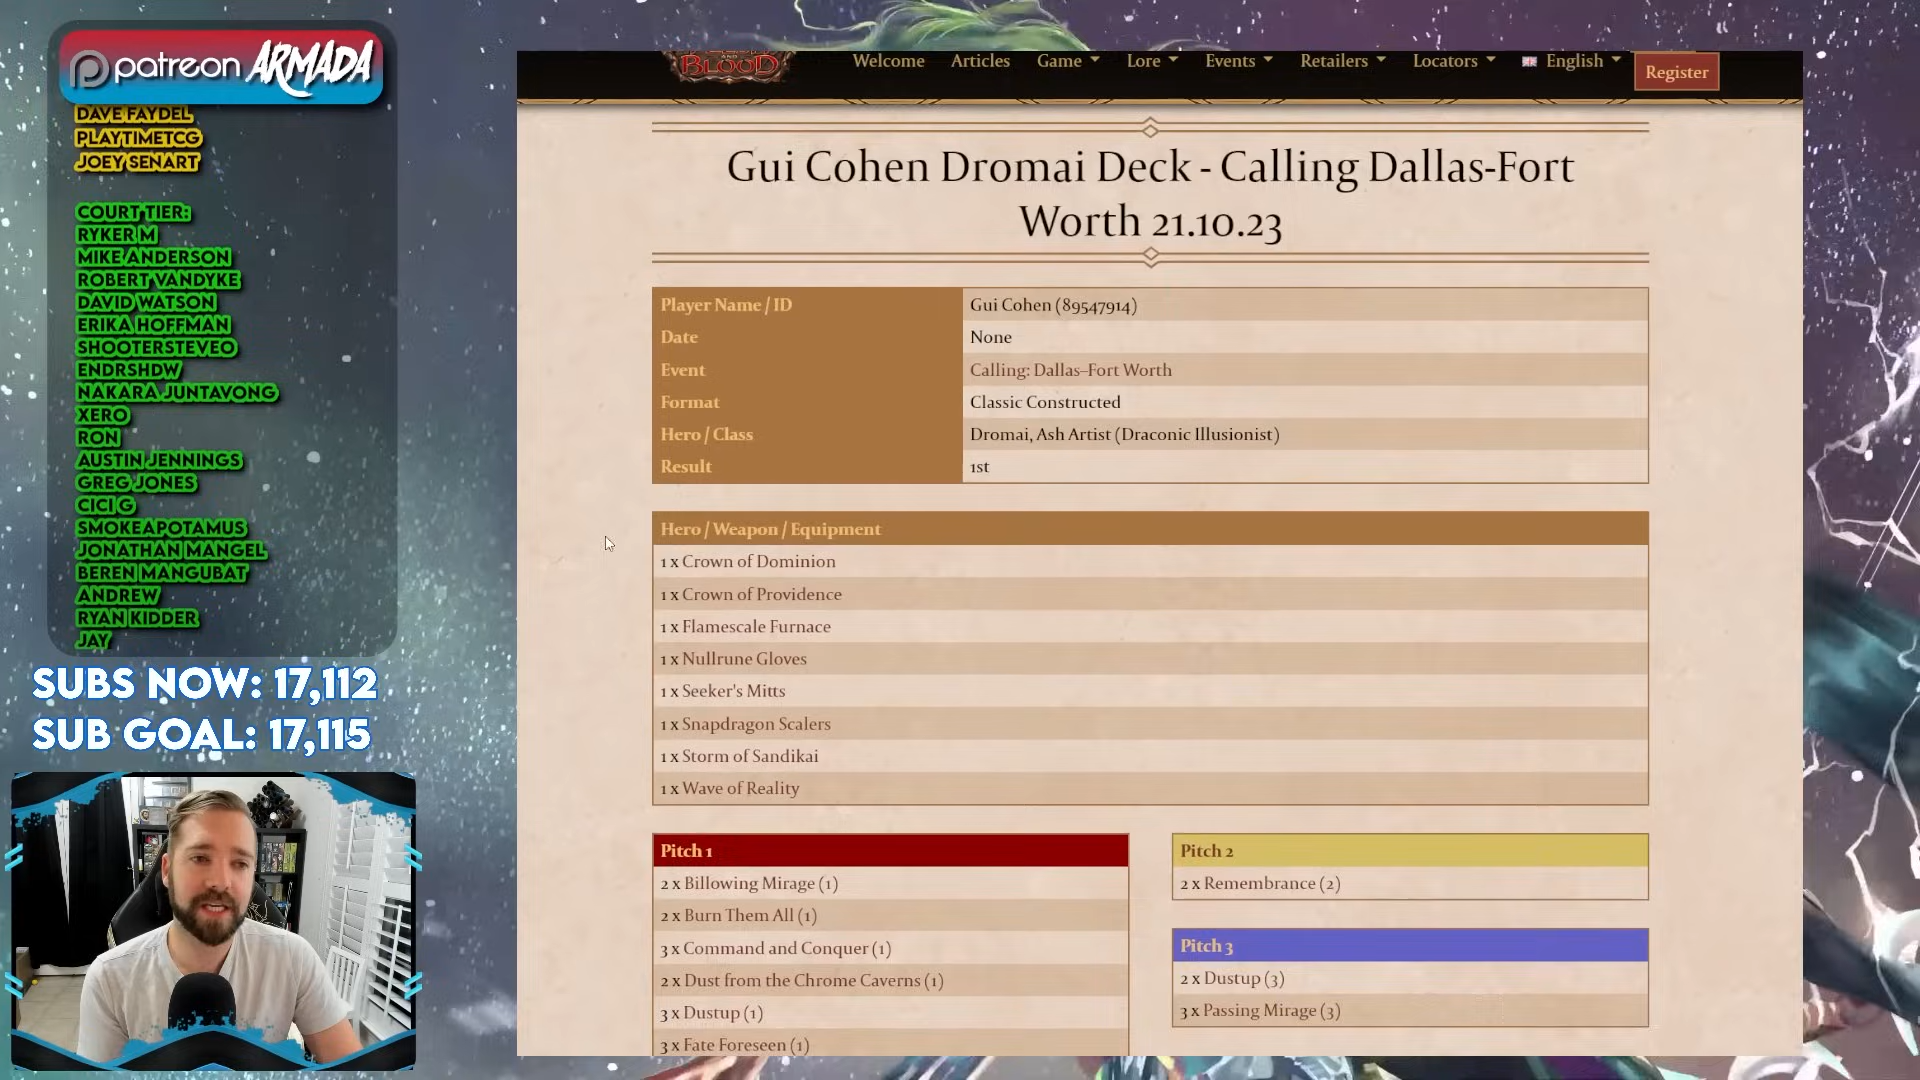 patreon ARMADA
DAVE FAYDEL
PLAYTIMETCG
JOEY SENART
COURT TIER:
RYKER M
MIKE ANDERSON
ROBERT VANDYKE
DAVID WATSON
ERIKA HOFFMAN
SHOOTERSTEVEO
ENDRSHDW
NAKARA JUNTAVONG
XERO
RON
AUSTIN JENNINGS
GREG JONES
CICI G
SMOKEAPOTAMUS
JONATHAN MANGEL
BEREN MANGUBAT
ANDREW
RYAN KIDDER
JAY
SUBS NOW: 17,112
SUB GOAL: 17,115
BLOOD
Welcome Articles Game Lore Events Retailers Locators English Register
Gui Cohen Dromai Deck - Calling Dallas-Fort
Worth 21.10.23
Player Name / ID Gui Cohen (89547914)
Date None
Event Calling: Dallas–Fort Worth
Format Classic Constructed
Hero / Class Dromai, Ash Artist (Draconic Illusionist)
Result 1st
Hero / Weapon / Equipment
1 x Crown of Dominion
1 x Crown of Providence
1 x Flamescale Furnace
1 x Nullrune Gloves
1 x Seeker's Mitts
1 x Snapdragon Scalers
1 x Storm of Sandikai
1 x Wave of Reality
Pitch 1
2 x Billowing Mirage (1)
2 x Burn Them All (1)
3 x Command and Conquer (1)
2 x Dust from the Chrome Caverns (1)
3 x Dustup (1)
3 x Fate Foreseen (1)
Pitch 2
2 x Remembrance (2)
Pitch 3
2 x Dustup (3)
3 x Passing Mirage (3)